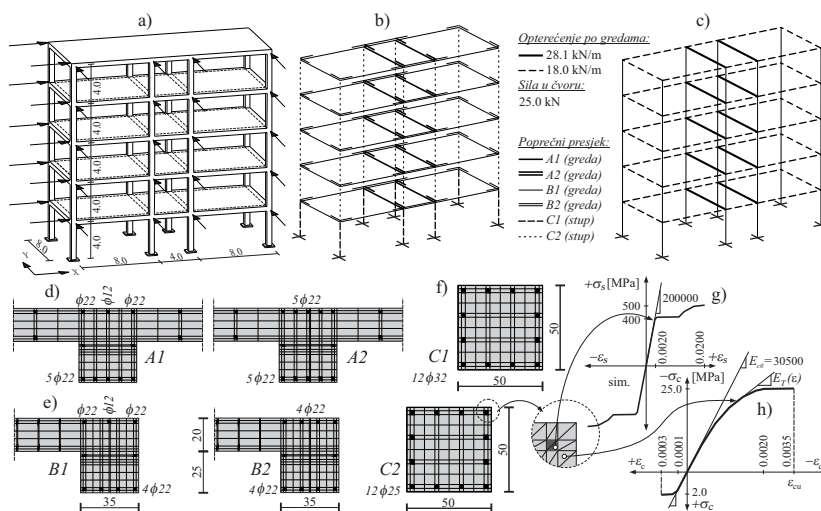 a)
b)
c)
4.0
4.0
4.0
4.0
4.0
8.0
8.0
4.0
8.0
Y
X
Opterećenje po gredama:
28.1 kN/m
18.0 kN/m
Sila u čvoru:
25.0 kN
Poprečni presjek:
A1 (greda)
A2 (greda)
B1 (greda)
B2 (greda)
C1 (stup)
C2 (stup)
d)
ϕ22
ϕ12
ϕ22
5ϕ22
A1
5ϕ22
A2
5ϕ22
e)
ϕ22
ϕ12
ϕ22
B1
4ϕ22
35
20
25
4ϕ22
B2
4ϕ22
35
f)
C1
12ϕ32
50
50
C2
12ϕ25
50
50
g)
+σs [MPa]
200000
500
400
0.0020
0.0200
−εs
+εs
sim.
h)
−σc [MPa]
25.0
Ec0=30500
ET(ε)
+εc
0.0003
0.0001
0.0020
0.0035
εcu
−εc
2.0
+σc